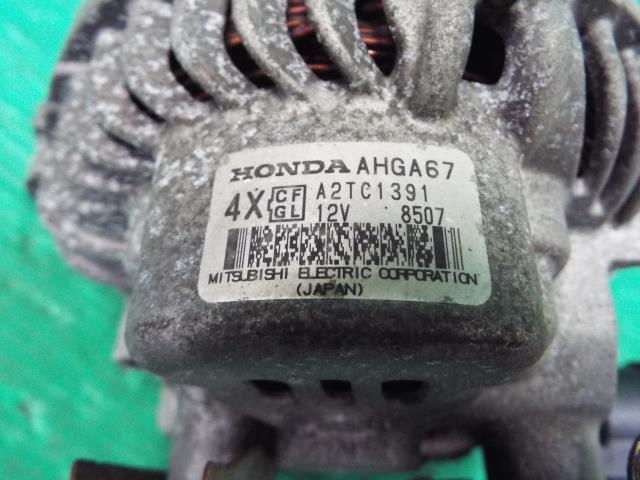 HONDA AHGA67
4X CF GL A2TC1391
12V 8507
MITSUBISHI ELECTRIC CORPORATION
(JAPAN)